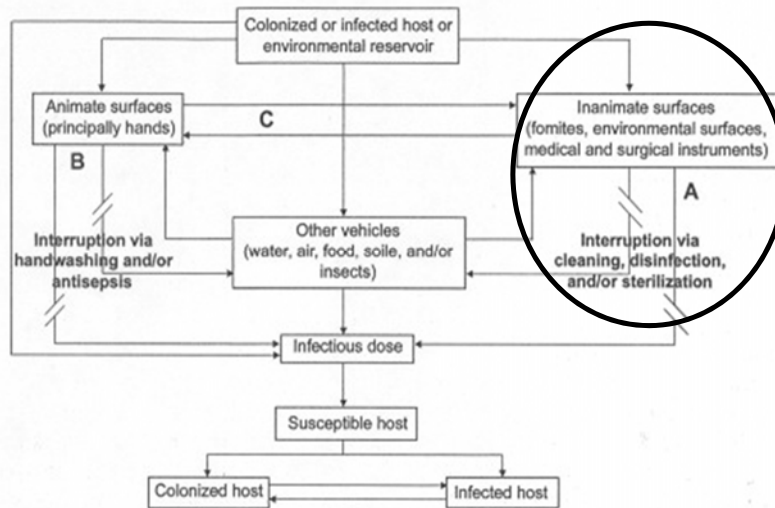 Colonized or infected host or
environmental reservoir
Animate surfaces
(principally hands)
C
Inanimate surfaces
(fomites, environmental surfaces,
medical and surgical instruments)
B
A
Other vehicles
(water, air, food, soile, and/or
insects)
Interruption via
handwashing and/or
antisepsis
Interruption via
cleaning, disinfection,
and/or sterilization
Infectious dose
Susceptible host
Colonized host
Infected host